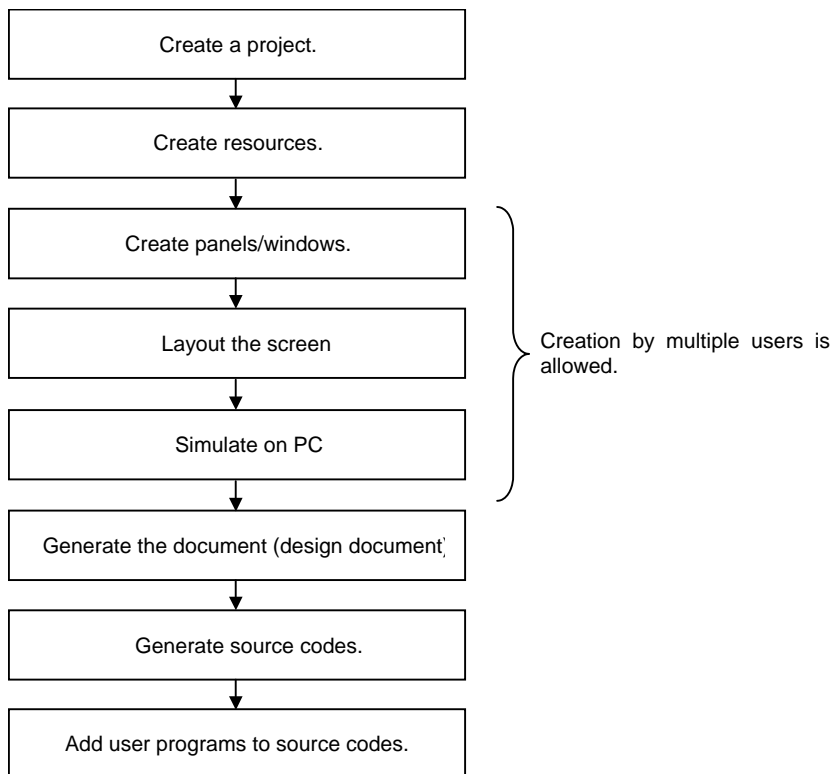 Create a project.
Create resources.
Create panels/windows.
Layout the screen
Creation by multiple users is
allowed.
Simulate on PC
Generate the document (design document)
Generate source codes.
Add user programs to source codes.